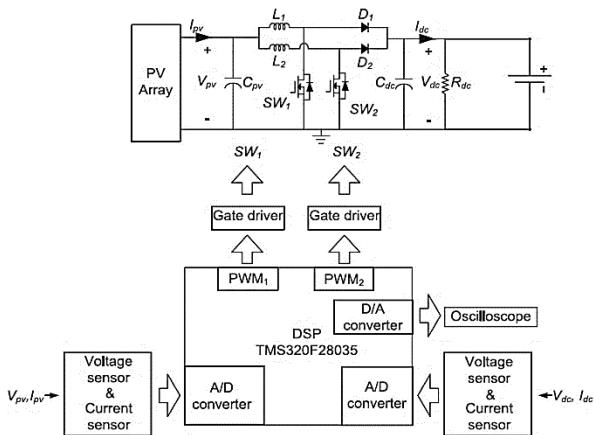 L1 D1
Ipv Idc
L2 D2
PV
Array
+ + +
Vpv Cpv Cdc Vdc Rdc
SW1 SW2
- - −
SW1 SW2
Gate driver Gate driver
PWM1 PWM2
D/A
converter
Oscilloscope
DSP
TMS320F28035
Voltage
sensor
&
Current
sensor
Vpv,Ipv
A/D
converter
A/D
converter
Voltage
sensor
&
Current
sensor
Vdc, Idc